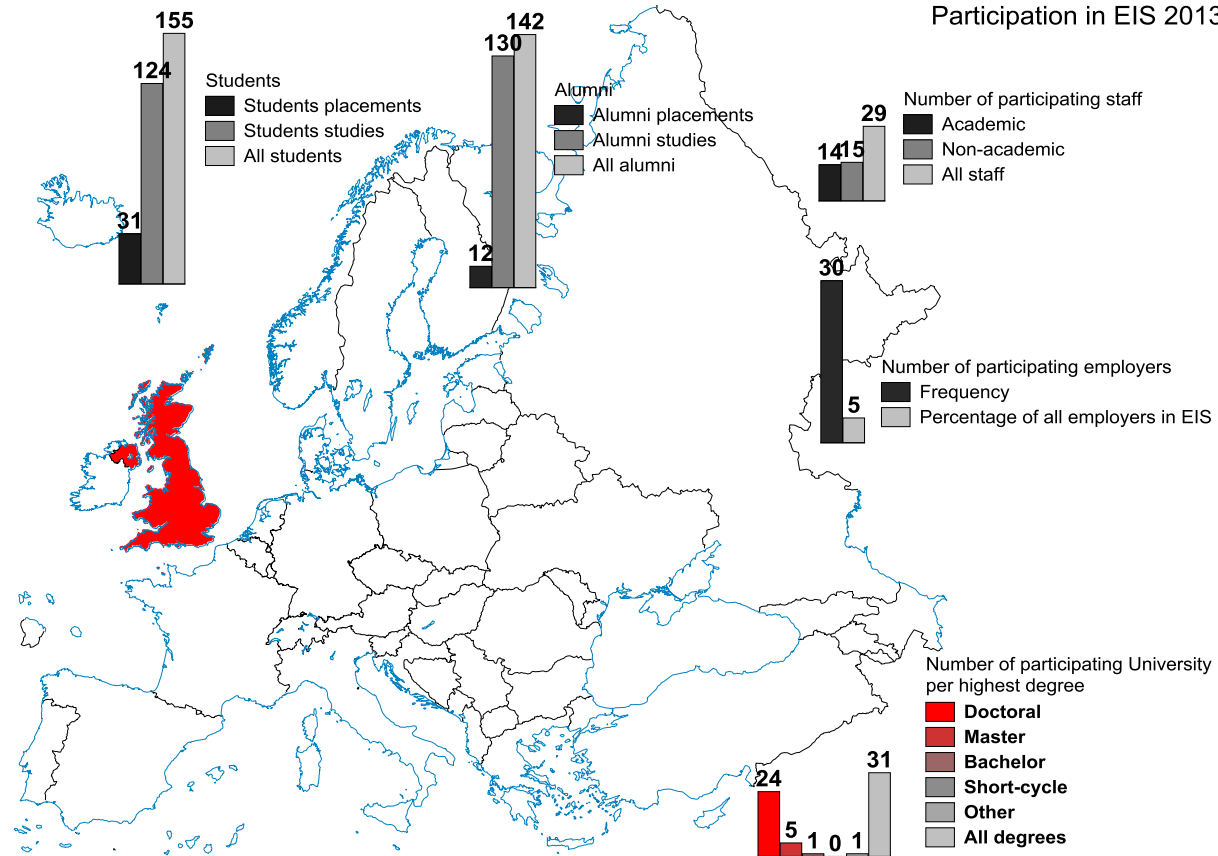 Participation in EIS 2013
155
124
31
Students
Students placements
Students studies
All students
142
130
12
Alumni
Alumni placements
Alumni studies
All alumni
29
14
15
Number of participating staff
Academic
Non-academic
All staff
30
5
Number of participating employers
Frequency
Percentage of all employers in EIS
Number of participating University
per highest degree
Doctoral
Master
Bachelor
Short-cycle
Other
All degrees
24
5
1
0
1
31